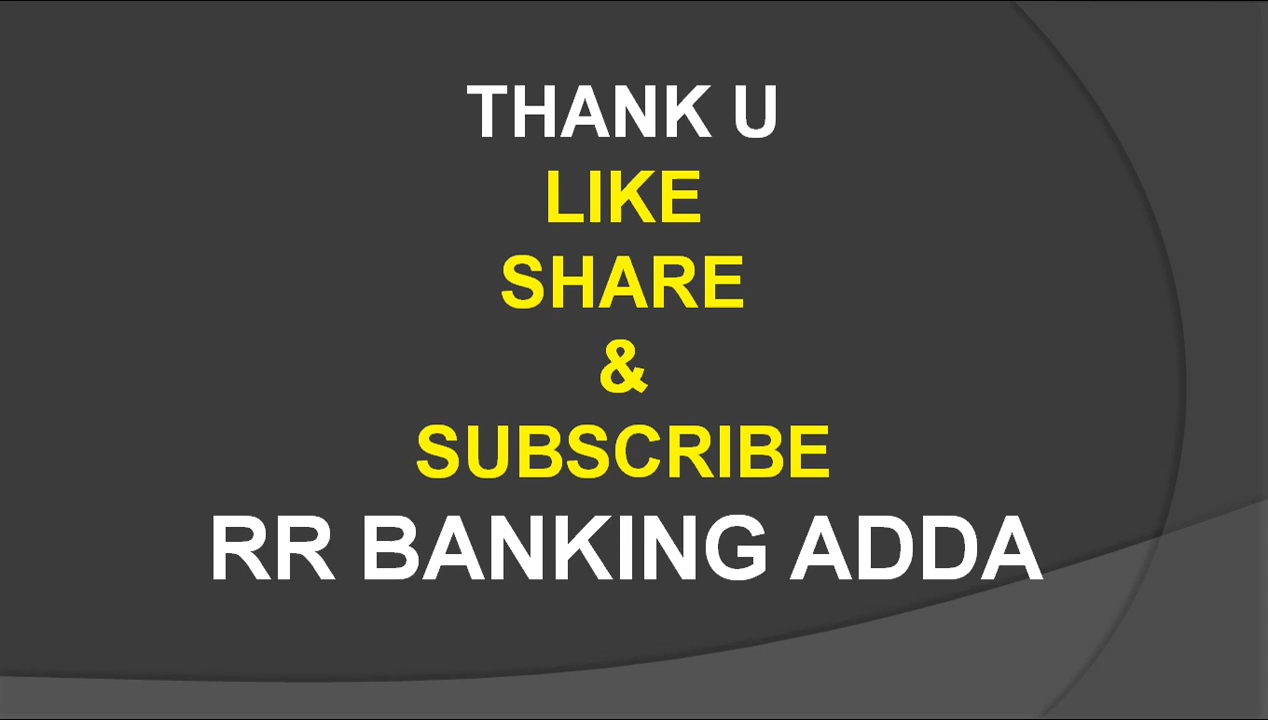 THANK U
LIKE
SHARE
&
SUBSCRIBE
RR BANKING ADDA